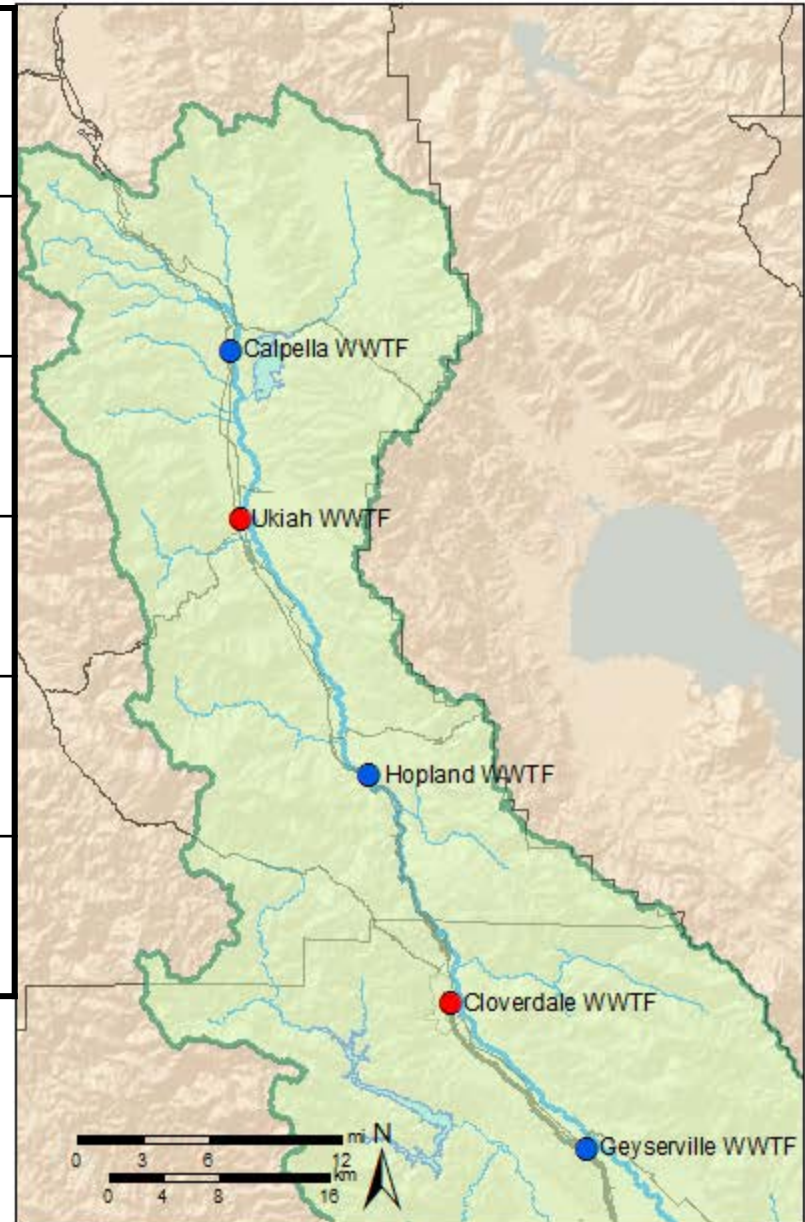 Calpella WWTF
Ukiah WWTF
Hopland WWTF
Cloverdale WWTF
Geyserville WWTF
mi N
0 3 6 12
km
0 4 8 16